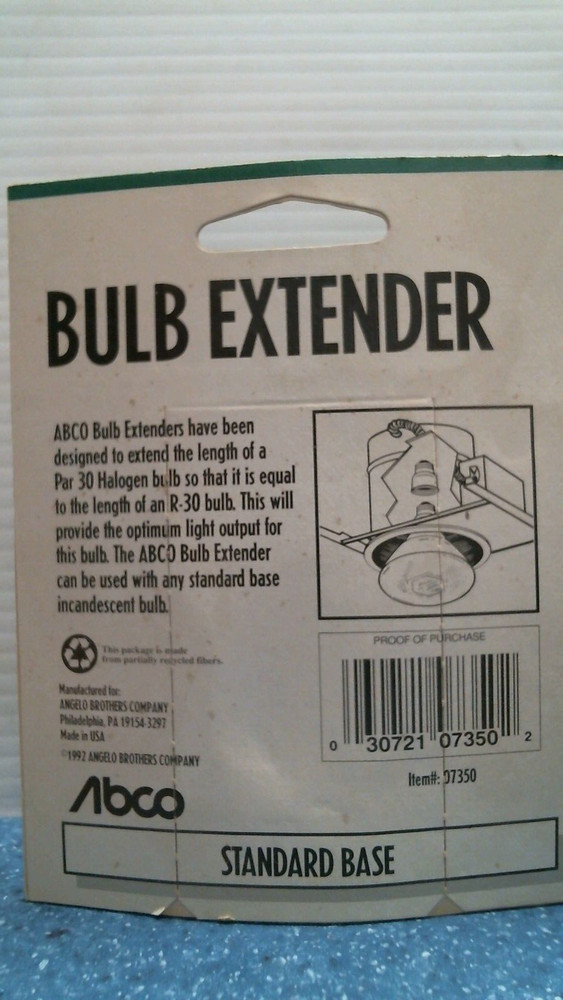 BULB EXTENDER
ABCO Bulb Extenders have been
designed to extend the length of a
Par 30 Halogen bulb so that it is equal
to the length of an R-30 bulb. This will
provide the optimum light output for
this bulb. The ABCO Bulb Extender
can be used with any standard base
incandescent bulb.
This package is made
from partially recycled fibers.
Manufactured for:
ANGELO BROTHERS COMPANY
Philadelphia, PA 19154-3297
Made in USA
©1992 ANGELO BROTHERS COMPANY
Abco
PROOF OF PURCHASE
0 30721 07350 2
Item#: 07350
STANDARD BASE